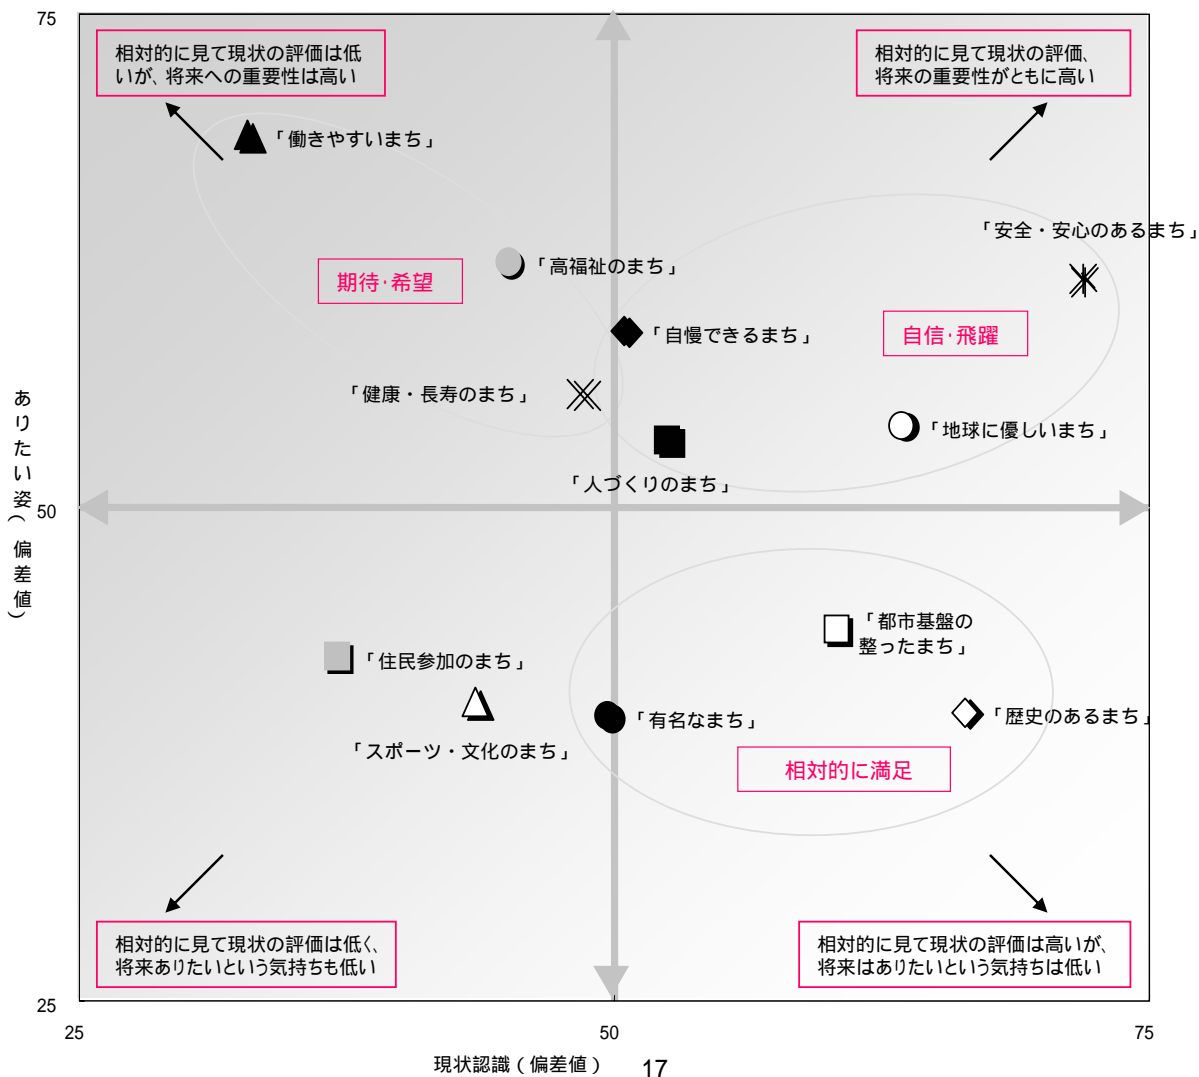 75
相対的に見て現状の評価は低
いが、将来への重要性は高い
相対的に見て現状の評価、
将来の重要性がともに高い
「働きやすいまち」
「安全・安心のあるまち」
「高福祉のまち」
期待・希望
「自慢できるまち」
自信・飛躍
「健康・長寿のまち」
「地球に優しいまち」
「人づくりのまち」
ありたい姿(偏差値)
50
「都市基盤の
整ったまち」
「住民参加のまち」
「有名なまち」
「歴史のあるまち」
「スポーツ・文化のまち」
相対的に満足
相対的に見て現状の評価は低く、
将来ありたいという気持ちも低い
相対的に見て現状の評価は高いが、
将来はありたいという気持ちは低い
25
25
50
75
現状認識(偏差値)
17